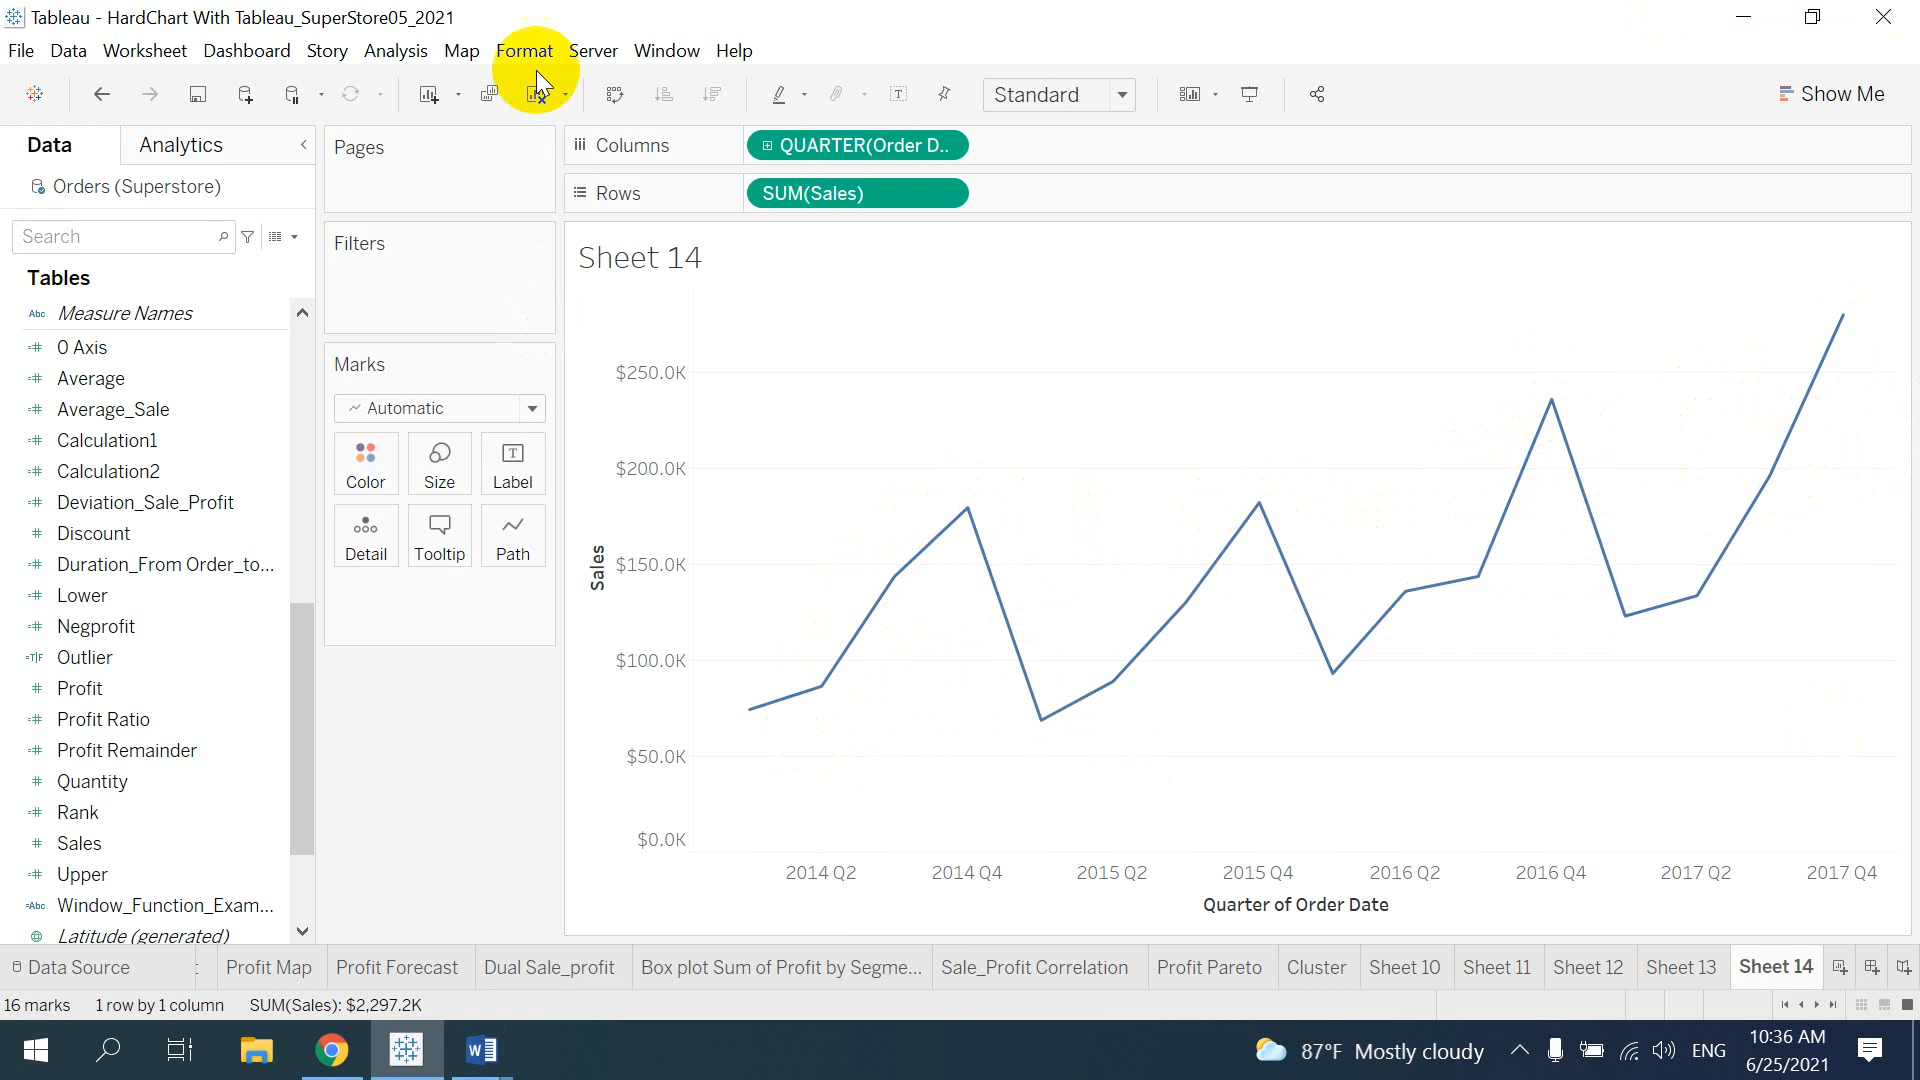 Tableau - HardChart With Tableau_SuperStore05_2021
File Data Worksheet Dashboard Story Analysis Map Format Server Window Help
Standard
Show Me
Data Analytics
Orders (Superstore)
Search
Tables
Abc Measure Names
0 Axis
Average
Average_Sale
Calculation1
Calculation2
Deviation_Sale_Profit
Discount
Duration_From Order_to...
Lower
Negprofit
Outlier
Profit
Profit Ratio
Profit Remainder
Quantity
Rank
Sales
Upper
Window_Function_Exam...
Latitude (generated)
Pages
Filters
Marks
Automatic
Color Size Label
Detail Tooltip Path
Columns QUARTER(Order D..
Rows SUM(Sales)
Sheet 14
$250.0K
$200.0K
$150.0K
$100.0K
$50.0K
$0.0K
Sales
2014 Q2 2014 Q4 2015 Q2 2015 Q4 2016 Q2 2016 Q4 2017 Q2 2017 Q4
Quarter of Order Date
Data Source Profit Map Profit Forecast Dual Sale_profit Box plot Sum of Profit by Segme... Sale_Profit Correlation Profit Pareto Cluster Sheet 10 Sheet 11 Sheet 12 Sheet 13 Sheet 14
16 marks 1 row by 1 column SUM(Sales): $2,297.2K
87°F Mostly cloudy ENG
10:36 AM
6/25/2021